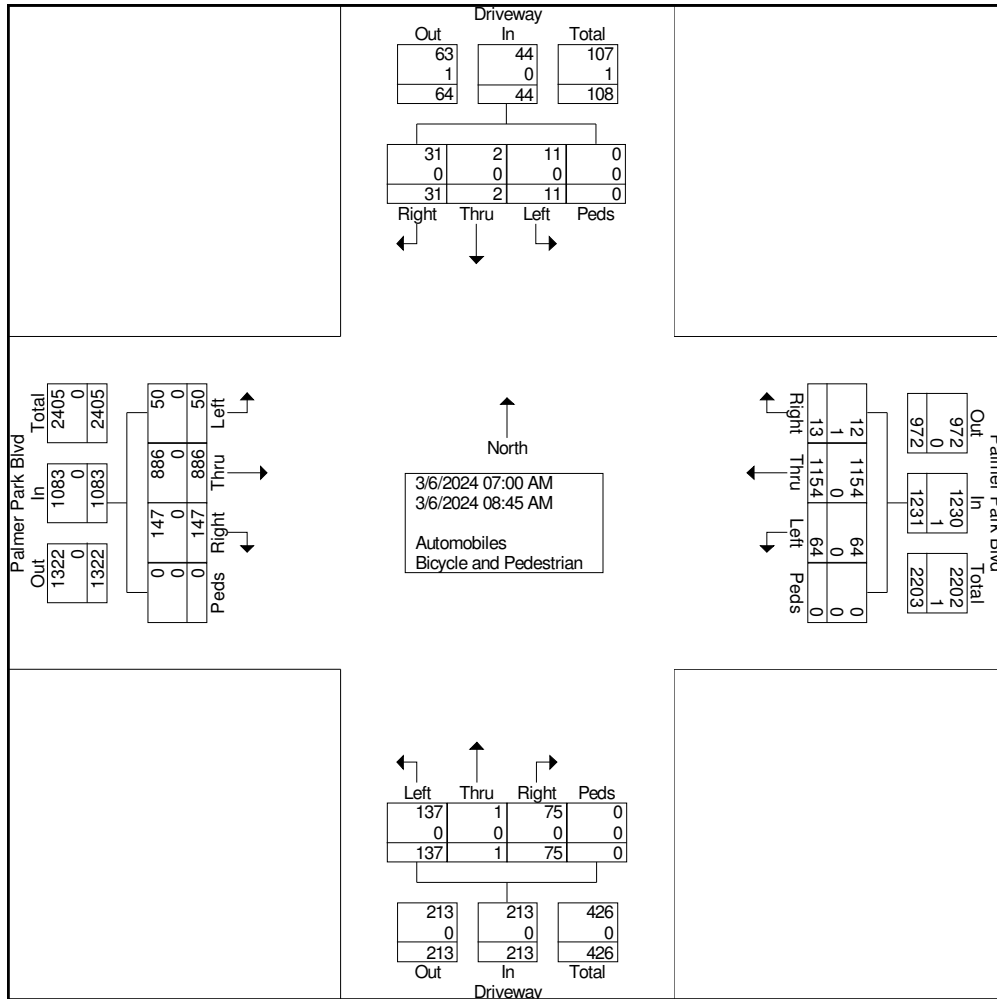 Driveway
Out In Total
63 44 107
1 0 1
64 44 108
31 2 11 0
0 0 0 0
31 2 11 0
Right Thru Left Peds
Palmer Park Blvd
Total In Out
2405 1083 1322
0 0 0
2405 1083 1322
50 886 147 0
0 0 0 0
50 886 147 0
Left Thru Right Peds
North
3/6/2024 07:00 AM
3/6/2024 08:45 AM
Automobiles
Bicycle and Pedestrian
Right Thru Left Peds
13 1154 64 0
1 0 0 0
12 1154 64 0
972 1231 2203
0 1 1
972 1230 2202
Out In Total
Palmer Park Blvd
Left Thru Right Peds
137 1 75 0
0 0 0 0
137 1 75 0
213 213 426
0 0 0
213 213 426
Out In Total
Driveway